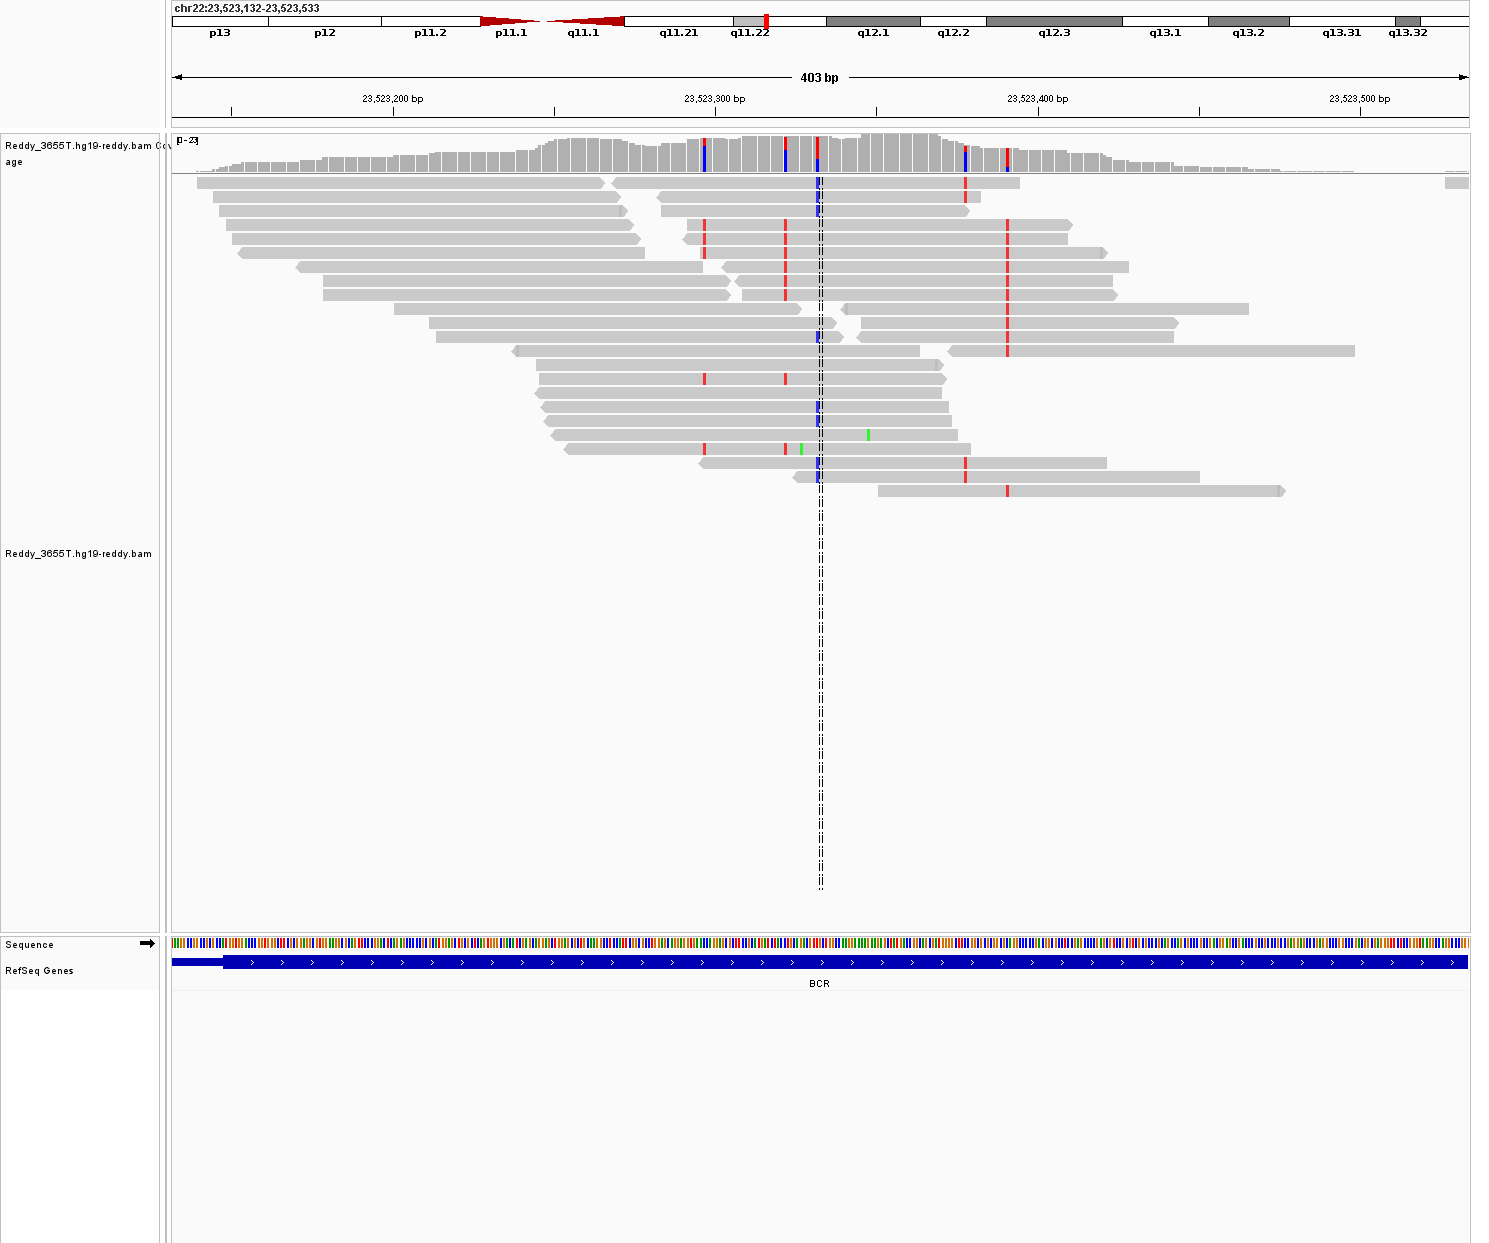 chr22:23,523,132-23,523,533
p13 p12 p11.2 p11.1 q11.1 q11.21 q11.22 q12.1 q12.2 q12.3 q13.1 q13.2 q13.31 q13.32
403 bp
23,523,200 bp 23,523,300 bp 23,523,400 bp 23,523,500 bp
Reddy_3655T.hg19-reddy.bam Cov
age
[0 - 23]
Reddy_3655T.hg19-reddy.bam
Sequence
RefSeq Genes
BCR